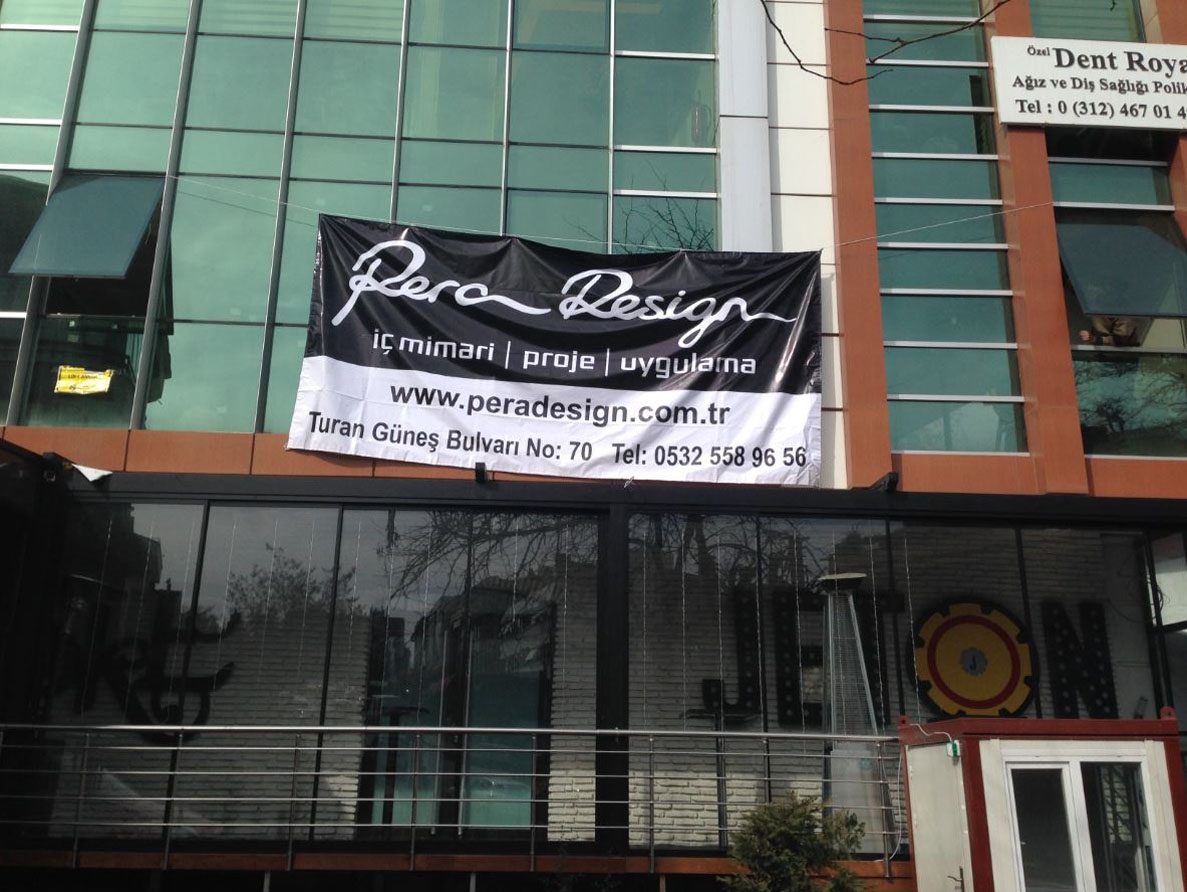 Özel Dent Roya
Ağız ve Diş Sağlığı Polik
Tel : 0 (312) 467 01 4
Pera Design
iç mimari | proje | uygulama
www.peradesign.com.tr
Turan Güneş Bulvarı No: 70 Tel: 0532 558 96 56
JETON
J